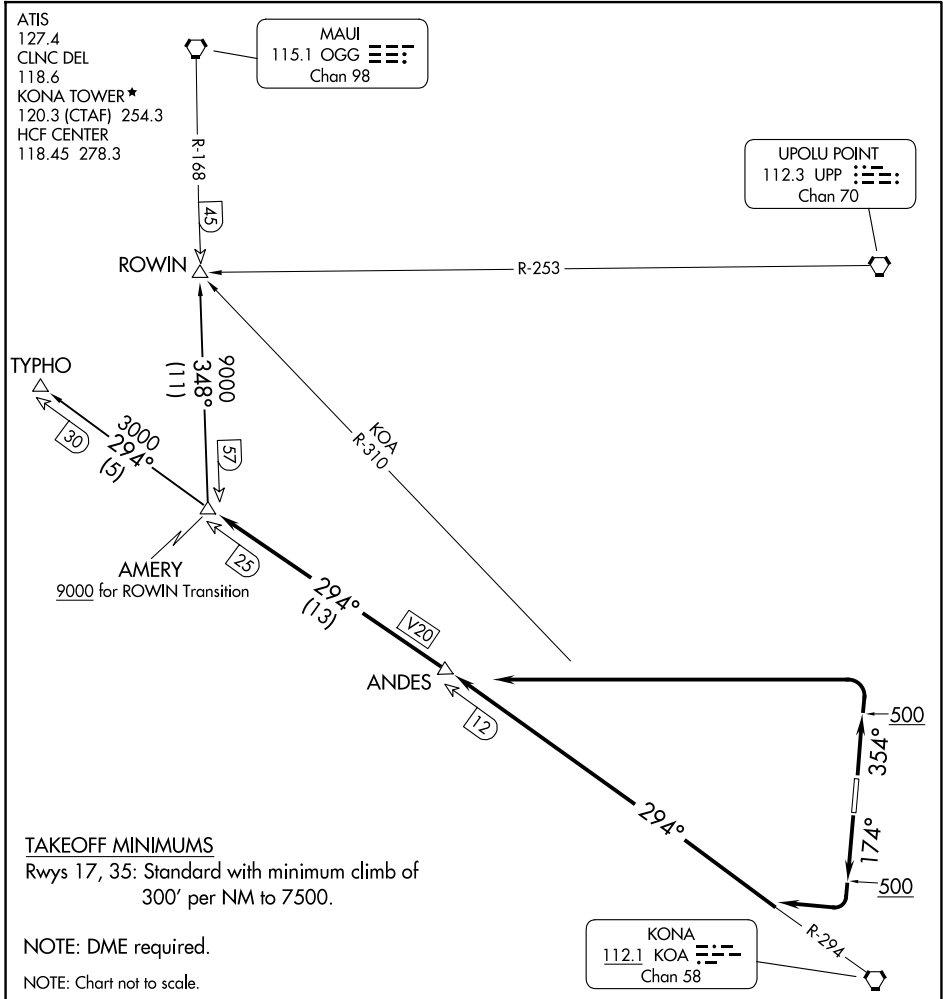 ATIS
127.4
CLNC DEL
118.6
KONA TOWER★
120.3 (CTAF) 254.3
HCF CENTER
118.45 278.3
MAUI
115.1 OGG
Chan 98
R-168
45
UPOLU POINT
112.3 UPP
Chan 70
ROWIN
R-253
TYPHO
9000
348°
(11)
30
3000
294°
(5)
57
KOA
R-310
AMERY
9000 for ROWIN Transition
25
294°
(13)
V20
ANDES
12
500
354°
294°
174°
500
TAKEOFF MINIMUMS
Rwys 17, 35: Standard with minimum climb of
300' per NM to 7500.
R-294
NOTE: DME required.
KONA
112.1 KOA
Chan 58
NOTE: Chart not to scale.